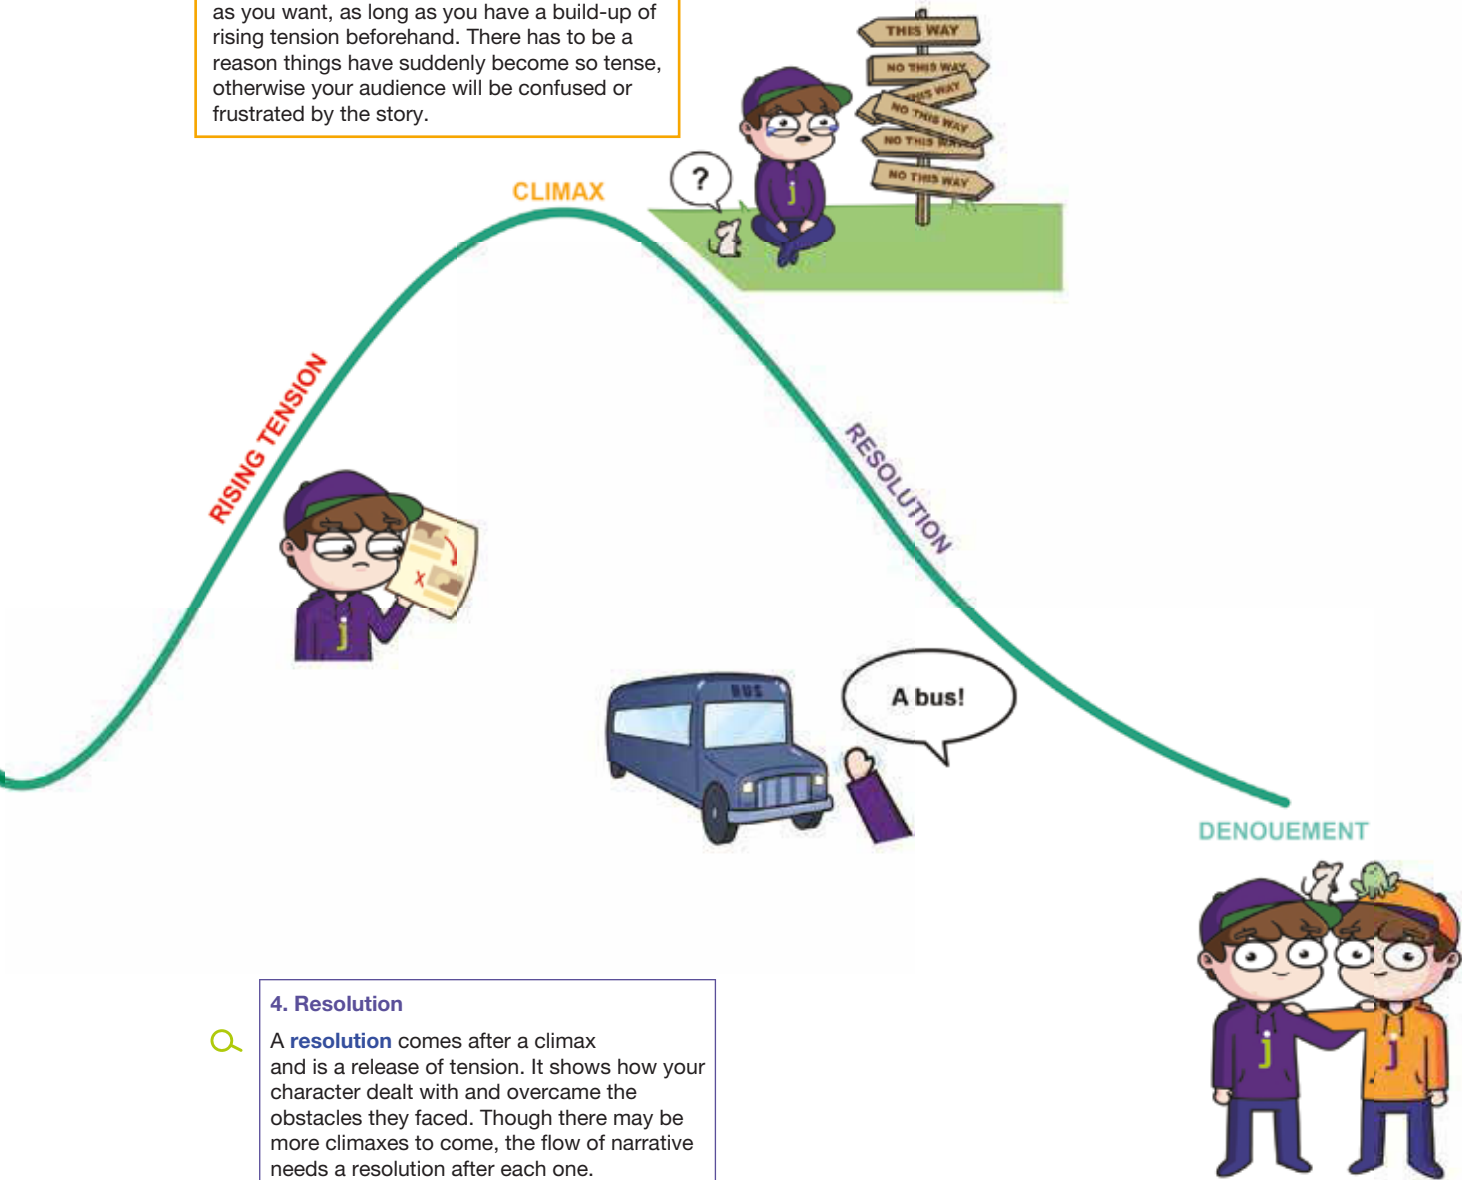 as you want, as long as you have a build-up of
rising tension beforehand. There has to be a
reason things have suddenly become so tense,
otherwise your audience will be confused or
frustrated by the story.
THIS WAY
NO THIS WAY
THIS WAY
NO THIS WAY
NO THIS WAY
NO THIS WAY
?
j
CLIMAX
RISING TENSION
j
RESOLUTION
BUS
A bus!
DENOUEMENT
j
j
4. Resolution
A resolution comes after a climax
and is a release of tension. It shows how your
character dealt with and overcame the
obstacles they faced. Though there may be
more climaxes to come, the flow of narrative
needs a resolution after each one.